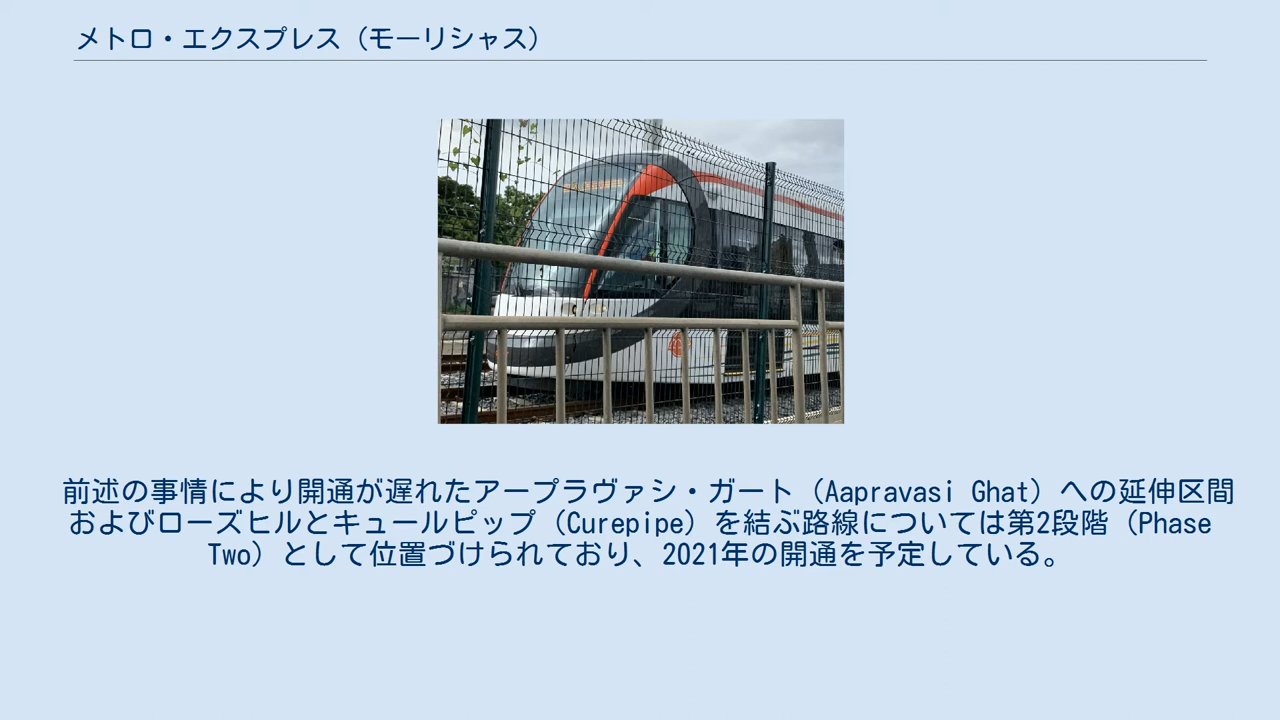 メトロ・エクスプレス（モーリシャス）
前述の事情により開通が遅れたアープラヴァシ・ガート（Aapravasi Ghat）への延伸区間
およびローズヒルとキュールピップ（Curepipe）を結ぶ路線については第2段階（Phase
Two）として位置づけられており、2021年の開通を予定している。